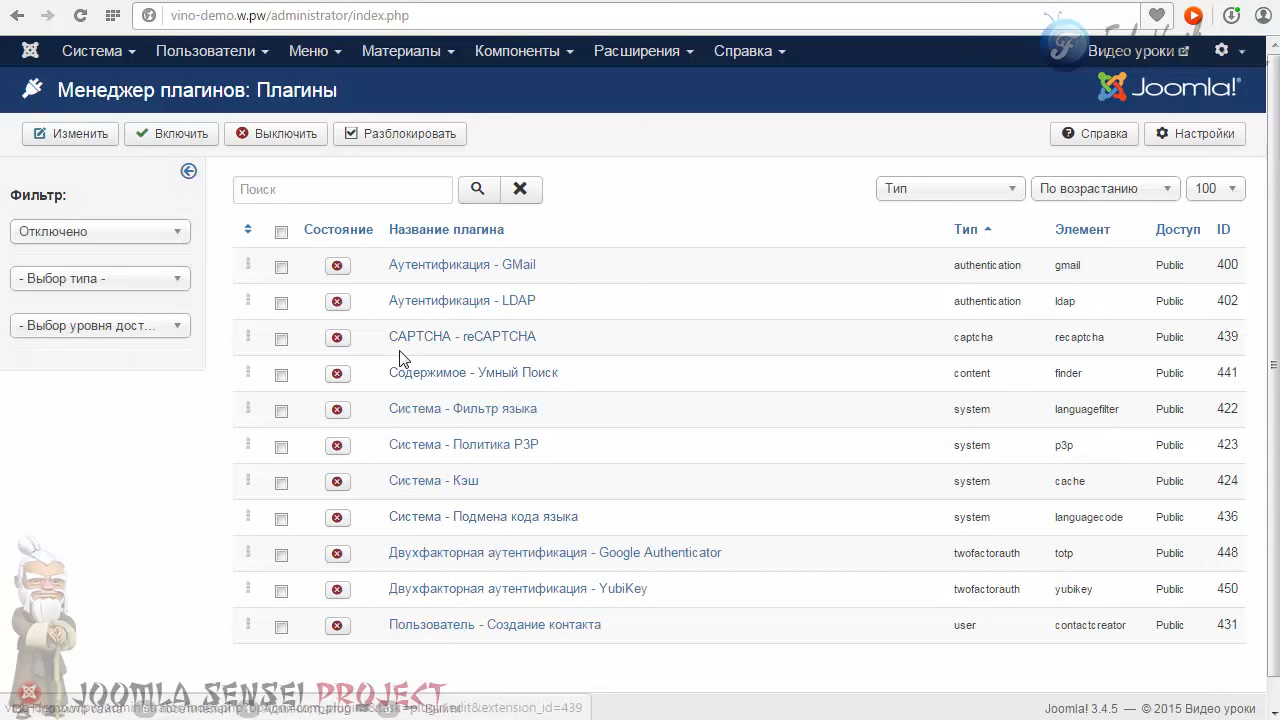 vino-demo.w.pw/administrator/index.php
Система Пользователи Меню Материалы Компоненты Расширения Справка Видео уроки
Менеджер плагинов: Плагины
Joomla!
Изменить Включить Выключить Разблокировать Справка Настройки
Фильтр:
Отключено
- Выбор типа -
- Выбор уровня дост...
Поиск Тип По возрастанию 100
Состояние Название плагина Тип Элемент Доступ ID
Аутентификация - GMail authentication gmail Public 400
Аутентификация - LDAP authentication ldap Public 402
CAPTCHA - reCAPTCHA captcha recaptcha Public 439
Содержимое - Умный Поиск content finder Public 441
Система - Фильтр языка system languagefilter Public 422
Система - Политика P3P system p3p Public 423
Система - Кэш system cache Public 424
Система - Подмена кода языка system languagecode Public 436
Двухфакторная аутентификация - Google Authenticator twofactorauth totp Public 448
Двухфакторная аутентификация - YubiKey twofactorauth yubikey Public 450
Пользователь - Создание контакта user contactcreator Public 431
JOOMLA SENSEI PROJECT
edit&extension_id=439
Joomla! 3.4.5 — © 2015 Видео уроки